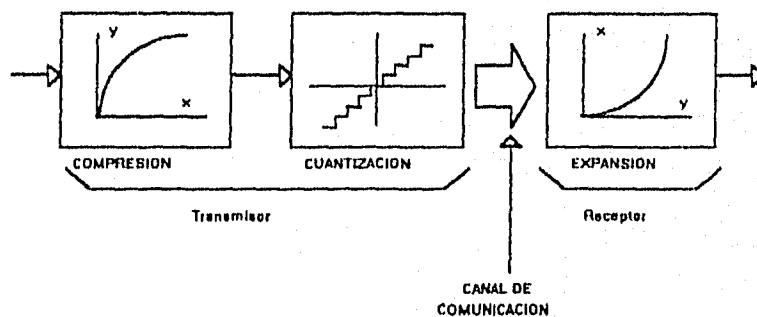 y
x
x
y
COMPRESION
CUANTIZACION
EXPANSION
Transmisor
Receptor
CANAL DE
COMUNICACION